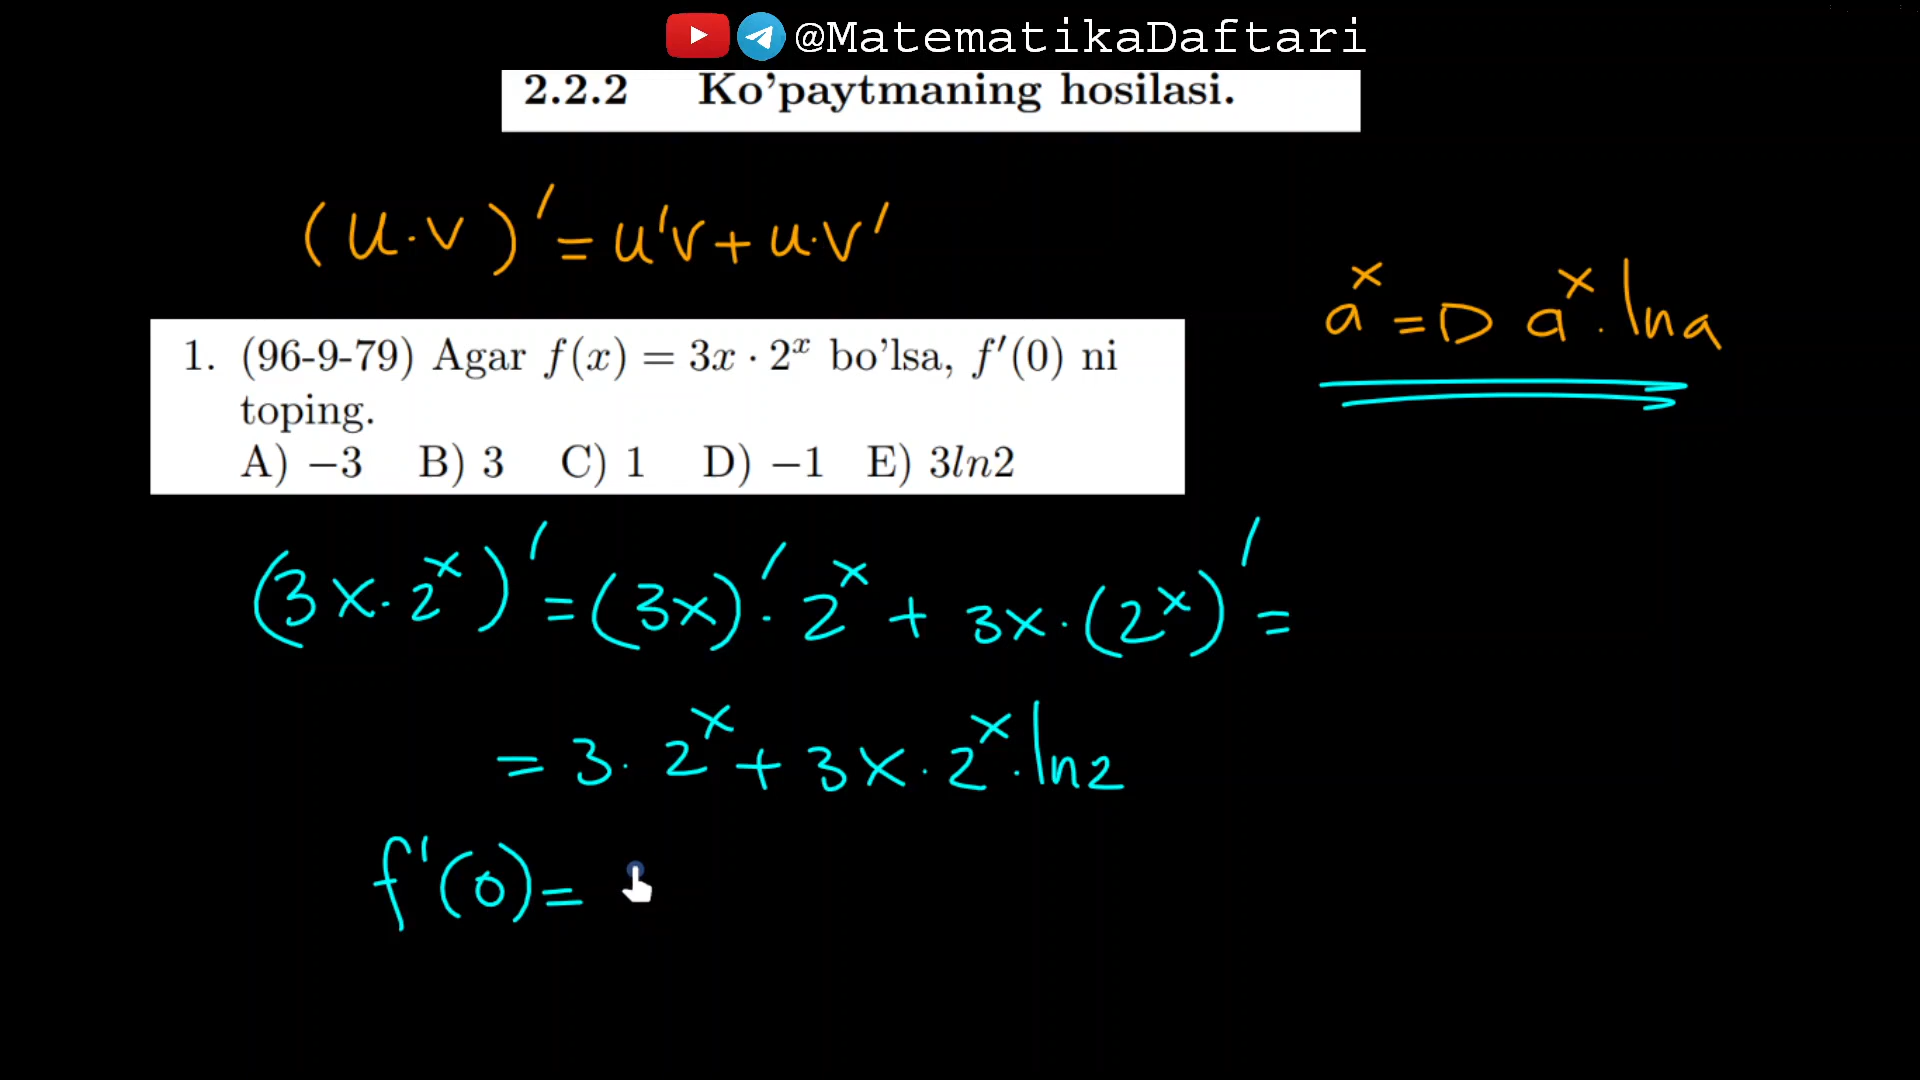 @MatematikaDaftari
2.2.2 Ko'paytmaning hosilasi.
(u·v)′=u′v+u·v′
a^x => a^x·lna
1. (96-9-79) Agar f(x) = 3x · 2^x bo'lsa, f′(0) ni
toping.
A) −3 B) 3 C) 1 D) −1 E) 3ln2
(3x·2^x)′=(3x)′·2^x+3x·(2^x)′=
=3·2^x+3x·2^x·ln2
f′(0)=